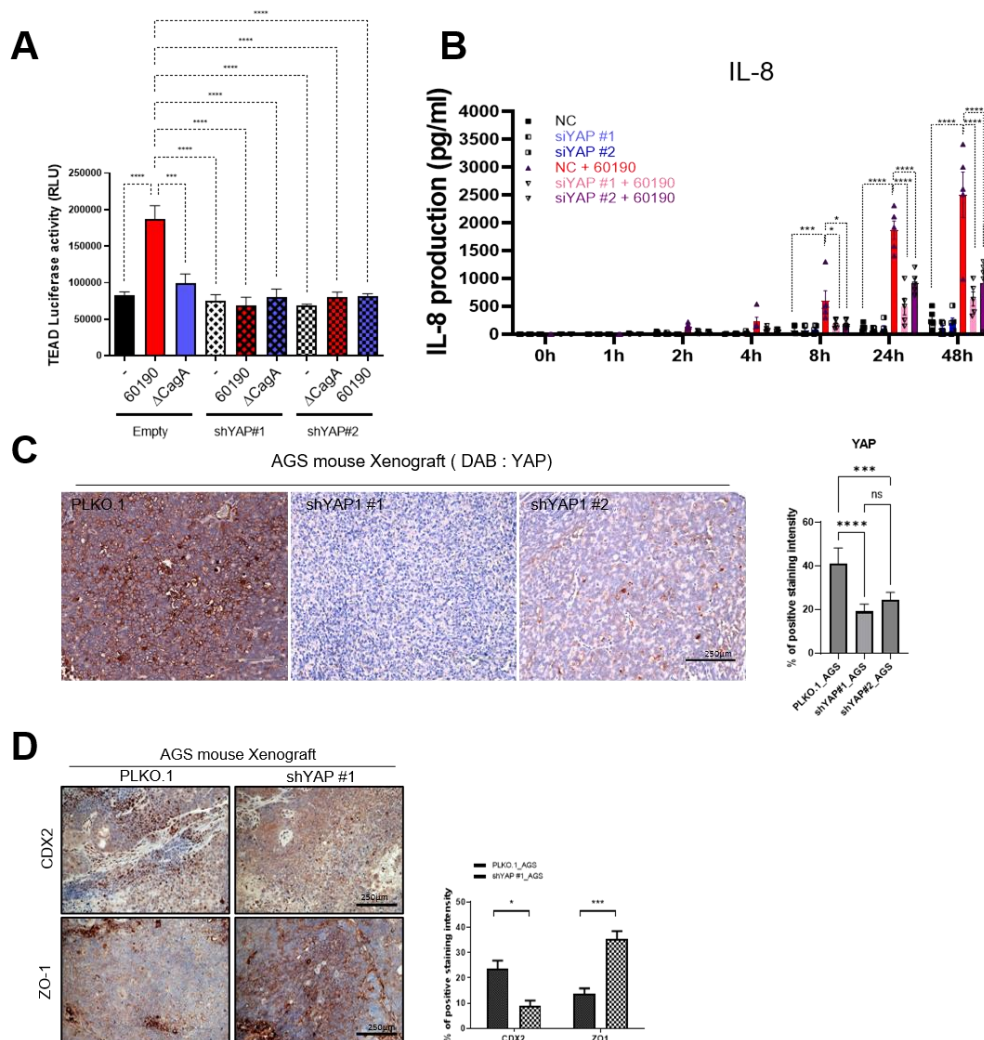 A
****
****
****
****
****
****
**** ***
TEAD Luciferase activity (RLU)
250000
200000
150000
100000
50000
0
- 60190 ΔCagA - 60190 ΔCagA - ΔCagA 60190
Empty shYAP#1 shYAP#2
B
IL-8
IL-8 production (pg/ml)
4000
3500
3000
2500
2000
1500
1000
500
0
NC
siYAP #1
siYAP #2
NC + 60190
siYAP #1 + 60190
siYAP #2 + 60190
*** * *
**** **** ****
**** **** ****
0h 1h 2h 4h 8h 24h 48h
C
AGS mouse Xenograft ( DAB : YAP)
PLKO.1 shYAP1 #1 shYAP1 #2
250μm
YAP
***
ns
****
% of positive staining intensity
60
40
20
0
PLKO.1_AGS shYAP#1_AGS shYAP#2_AGS
D
AGS mouse Xenograft
PLKO.1 shYAP #1
CDX2
250μm
ZO-1
250μm
PLKO.1_AGS
shYAP #1_AGS
* ***
% of positive staining intensity
50
40
30
20
10
0
CDX2 ZO1